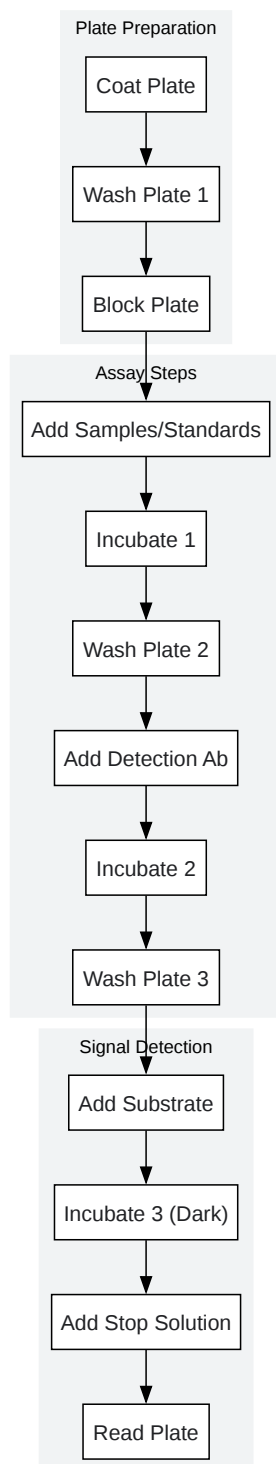 Plate Preparation
Coat Plate
Wash Plate 1
Block Plate
Assay Steps
Add Samples/Standards
Incubate 1
Wash Plate 2
Add Detection Ab
Incubate 2
Wash Plate 3
Signal Detection
Add Substrate
Incubate 3 (Dark)
Add Stop Solution
Read Plate